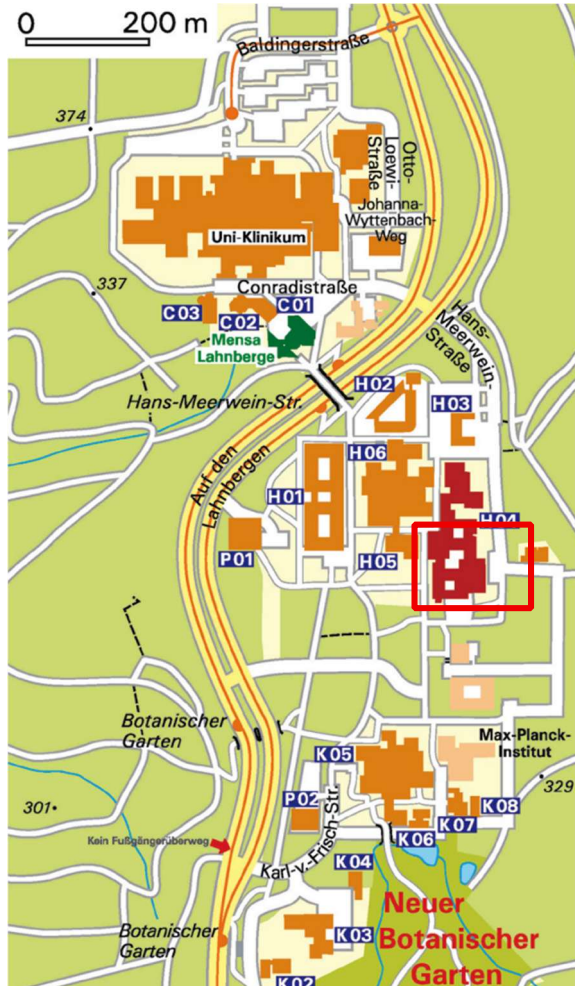 0 200 m
Baldingerstraße
374
Otto-
Loewi-
Straße
Johanna-
Wyttenbach-
Weg
Uni-Klinikum
337
Conradistraße
C 03
C 02
C 01
Mensa
Lahnberge
Hans-
Meerwein-
Straße
Hans-Meerwein-Str.
H 02
H 03
Auf den
Lahnbergen
H 06
H 01
H 04
P 01
H 05
Botanischer
Garten
K 05
Max-Planck-
Institut
329
301
P 02
K 08
K 07
K 06
Kein Fußgängerüberweg
Karl-v.-Frisch-Str.
K 04
Neuer
Botanischer
Garten
Botanischer
Garten
K 03
K 02